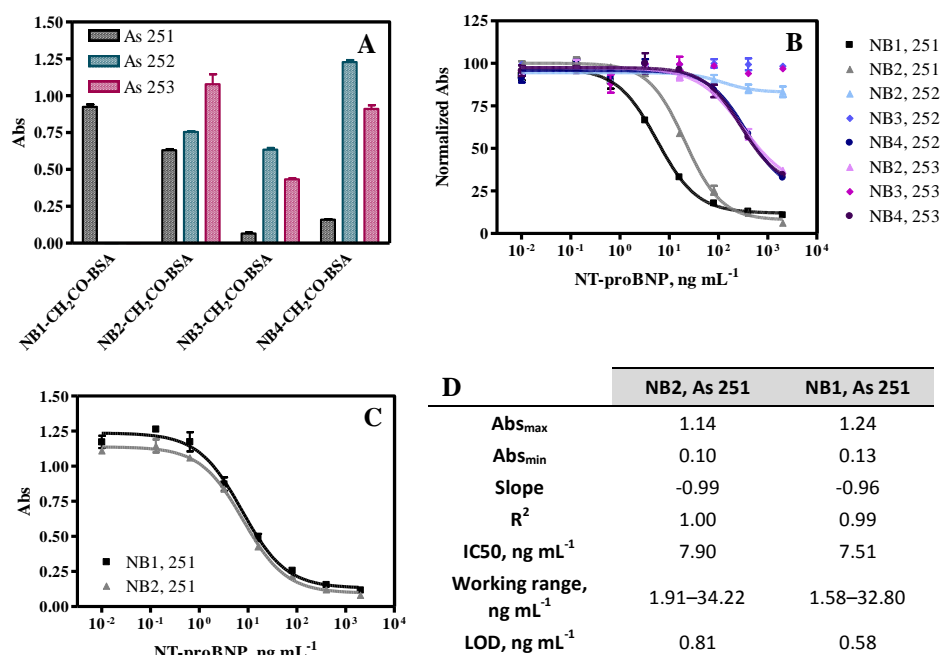 A
As 251
As 252
As 253
Abs
1.50
1.25
1.00
0.75
0.50
0.25
0.00
NB1-CH₂CO-BSA
NB2-CH₂CO-BSA
NB3-CH₂CO-BSA
NB4-CH₂CO-BSA
B
Normalized Abs
125
100
75
50
25
0
10⁻² 10⁻¹ 10⁰ 10¹ 10² 10³ 10⁴
NT-proBNP, ng mL⁻¹
NB1, 251
NB2, 251
NB2, 252
NB3, 252
NB4, 252
NB2, 253
NB3, 253
NB4, 253
C
Abs
1.50
1.25
1.00
0.75
0.50
0.25
0.00
NB1, 251
NB2, 251
10⁻² 10⁻¹ 10⁰ 10¹ 10² 10³ 10⁴
NT-proBNP, ng mL⁻¹
D
NB2, As 251 NB1, As 251
Abs_max 1.14 1.24
Abs_min 0.10 0.13
Slope -0.99 -0.96
R² 1.00 0.99
IC50, ng mL⁻¹ 7.90 7.51
Working range,
ng mL⁻¹ 1.91–34.22 1.58–32.80
LOD, ng mL⁻¹ 0.81 0.58